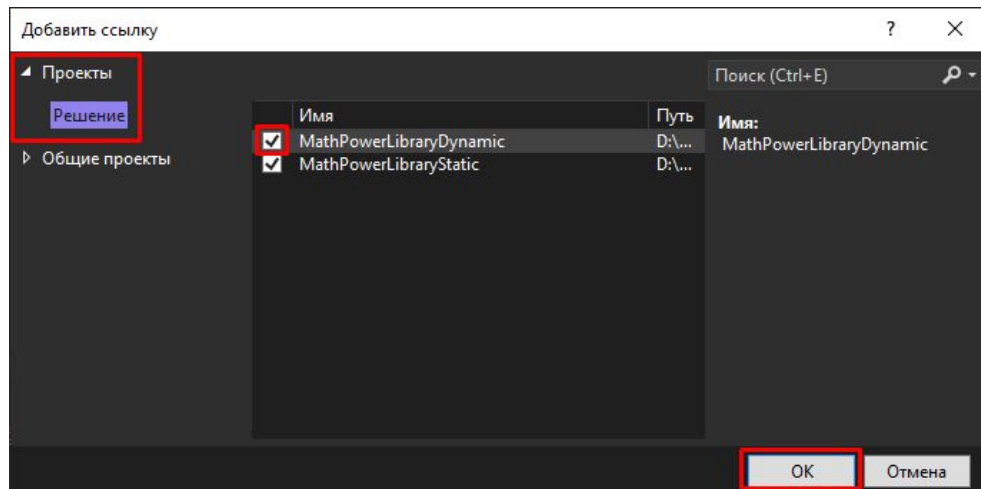 Добавить ссылку ?
Проекты
Решение
Общие проекты
Имя Путь
MathPowerLibraryDynamic D:\...
MathPowerLibraryStatic D:\...
Поиск (Ctrl+E)
Имя:
MathPowerLibraryDynamic
OK Отмена